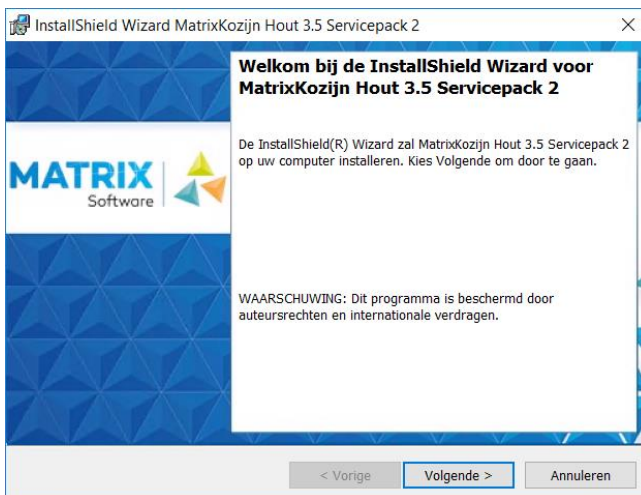 InstallShield Wizard MatrixKozijn Hout 3.5 Servicepack 2
Welkom bij de InstallShield Wizard voor
MatrixKozijn Hout 3.5 Servicepack 2
De InstallShield(R) Wizard zal MatrixKozijn Hout 3.5 Servicepack 2
op uw computer installeren. Kies Volgende om door te gaan.
MATRIX
Software
WAARSCHUWING: Dit programma is beschermd door
auteursrechten en internationale verdragen.
< Vorige
Volgende >
Annuleren